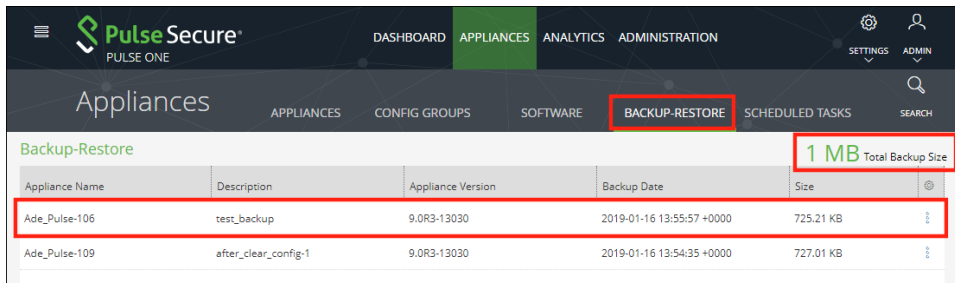 Pulse Secure®
PULSE ONE
DASHBOARD APPLIANCES ANALYTICS ADMINISTRATION
SETTINGS ADMIN
Appliances
APPLIANCES CONFIG GROUPS SOFTWARE BACKUP-RESTORE SCHEDULED TASKS
SEARCH
Backup-Restore
1 MB Total Backup Size
Appliance Name Description Appliance Version Backup Date Size
Ade_Pulse-106 test_backup 9.0R3-13030 2019-01-16 13:55:57 +0000 725.21 KB
Ade_Pulse-109 after_clear_config-1 9.0R3-13030 2019-01-16 13:54:35 +0000 727.01 KB